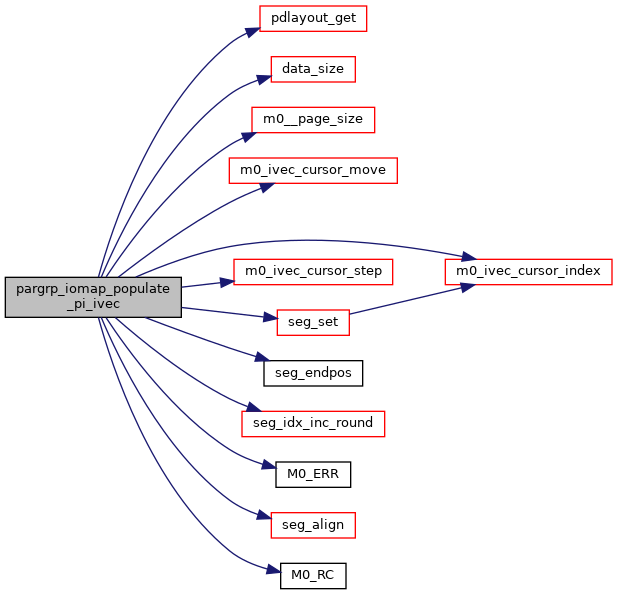 pdlayout_get
data_size
m0__page_size
m0_ivec_cursor_move
pargrp_iomap_populate
_pi_ivec
m0_ivec_cursor_step
m0_ivec_cursor_index
seg_set
seg_endpos
seg_idx_inc_round
M0_ERR
seg_align
M0_RC